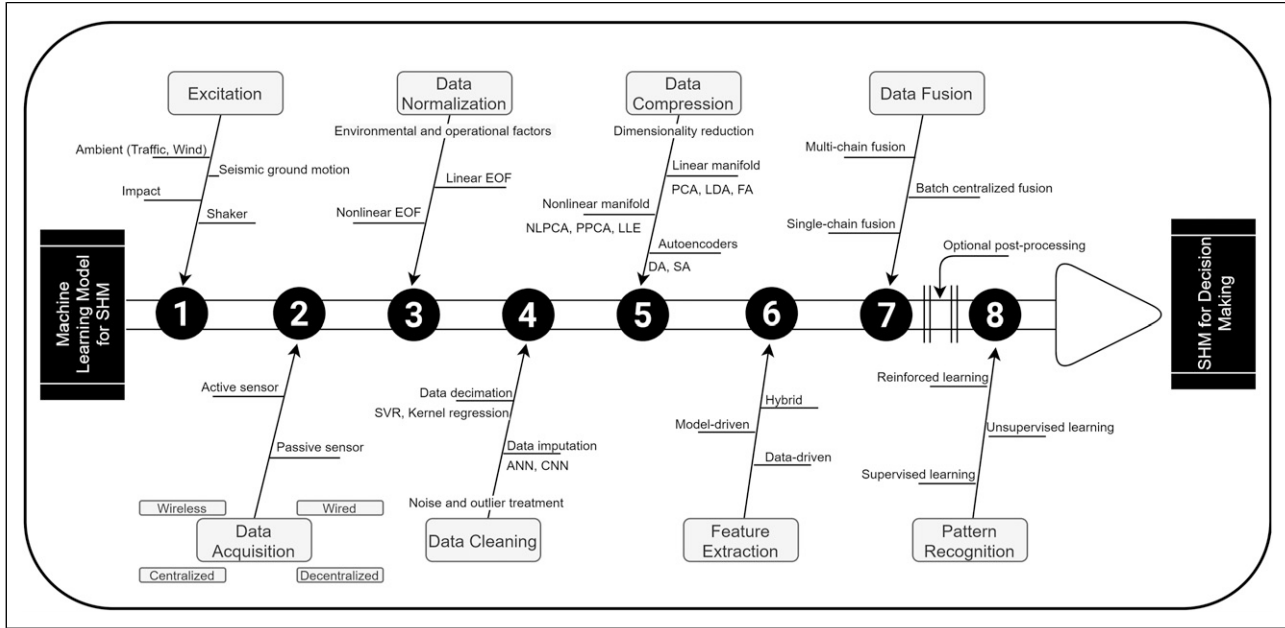 Excitation
Data
Normalization
Data
Compression
Data Fusion
Environmental and operational factors
Dimensionality reduction
Ambient (Traffic, Wind)
Seismic ground motion
Impact
Shaker
Linear EOF
Nonlinear EOF
Linear manifold
PCA, LDA, FA
Nonlinear manifold
NLPCA, PPCA, LLE
Autoencoders
DA, SA
Multi-chain fusion
Batch centralized fusion
Single-chain fusion
Optional post-processing
Machine
Learning Model
for SHM
1
2
3
4
5
6
7
8
SHM for Decision
Making
Active sensor
Passive sensor
Wireless
Wired
Data
Acquisition
Centralized
Decentralized
Data decimation
SVR, Kernel regression
Data imputation
ANN, CNN
Noise and outlier treatment
Data Cleaning
Hybrid
Model-driven
Data-driven
Feature
Extraction
Reinforced learning
Unsupervised learning
Supervised learning
Pattern
Recognition